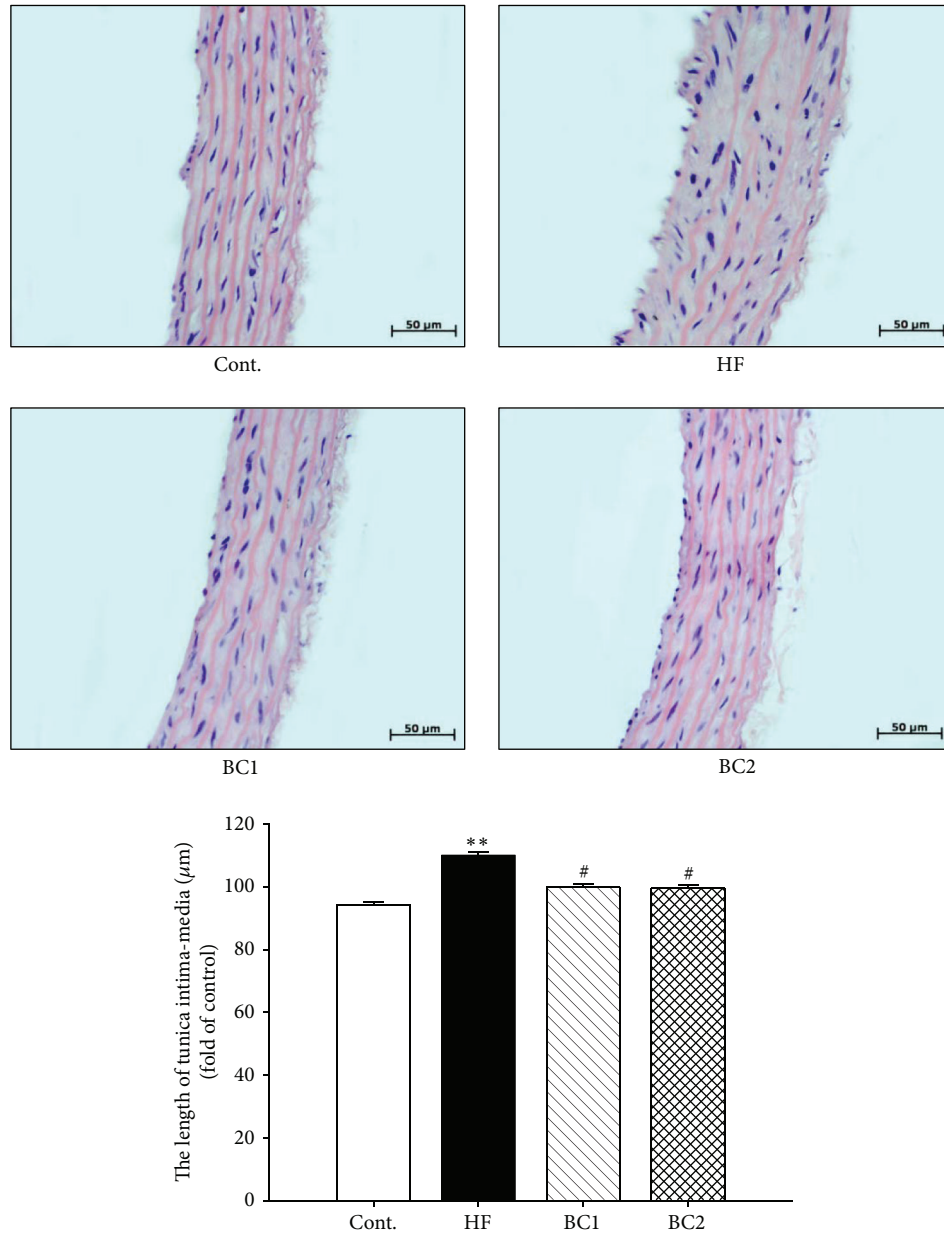 50 μm
50 μm
Cont.
HF
50 μm
50 μm
BC1
BC2
The length of tunica intima-media (μm)
(fold of control)
120
100
80
60
40
20
0
**
#
#
Cont.
HF
BC1
BC2